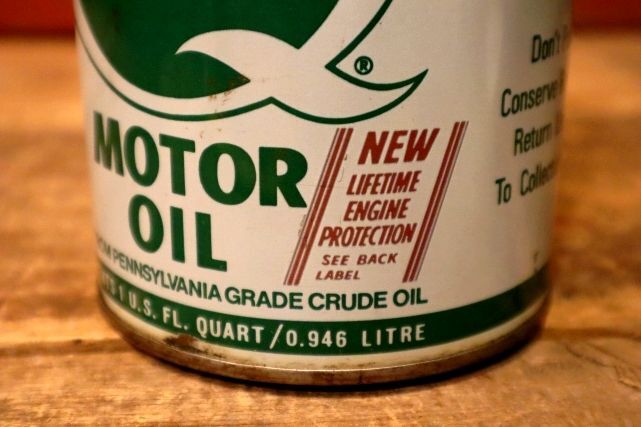 ®
MOTOR
OIL
PENNSYLVANIA GRADE CRUDE OIL
1 U.S. FL. QUART/0.946 LITRE
NEW
LIFETIME
ENGINE
PROTECTION
SEE BACK
LABEL
Don't
Conserve
Return
To